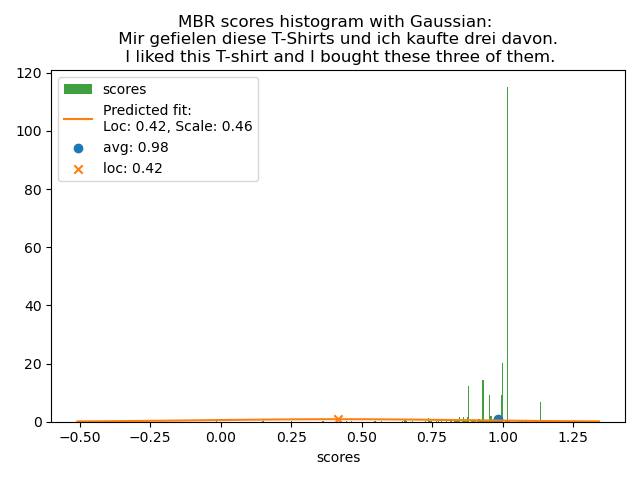 MBR scores histogram with Gaussian:
Mir gefielen diese T-Shirts und ich kaufte drei davon.
I liked this T-shirt and I bought these three of them.
120
100
80
60
40
20
0
scores
Predicted fit:
Loc: 0.42, Scale: 0.46
avg: 0.98
loc: 0.42
−0.50 −0.25 0.00 0.25 0.50 0.75 1.00 1.25
scores